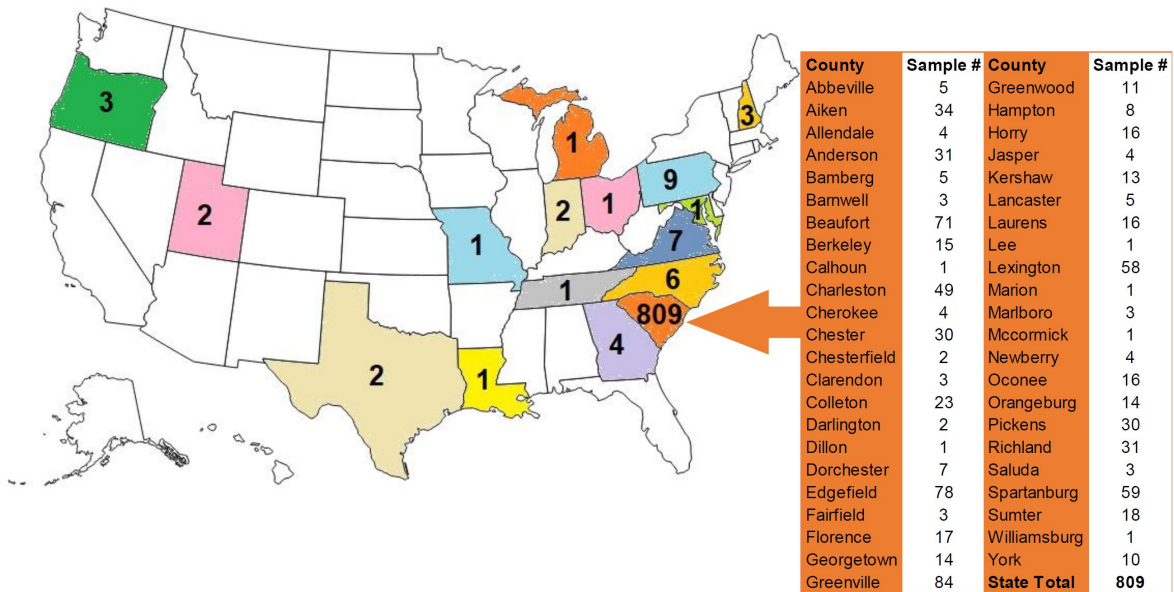 3
2
2
1
1
1
2
1
9
3
1
7
6
1
809
4
County Sample # County Sample #
Abbeville 5 Greenwood 11
Aiken 34 Hampton 8
Allendale 4 Horry 16
Anderson 31 Jasper 4
Bamberg 5 Kershaw 13
Barnwell 3 Lancaster 5
Beaufort 71 Laurens 16
Berkeley 15 Lee 1
Calhoun 1 Lexington 58
Charleston 49 Marion 1
Cherokee 4 Marlboro 3
Chester 30 Mccormick 1
Chesterfield 2 Newberry 4
Clarendon 3 Oconee 16
Colleton 23 Orangeburg 14
Darlington 2 Pickens 30
Dillon 1 Richland 31
Dorchester 7 Saluda 3
Edgefield 78 Spartanburg 59
Fairfield 3 Sumter 18
Florence 17 Williamsburg 1
Georgetown 14 York 10
Greenville 84 State Total 809